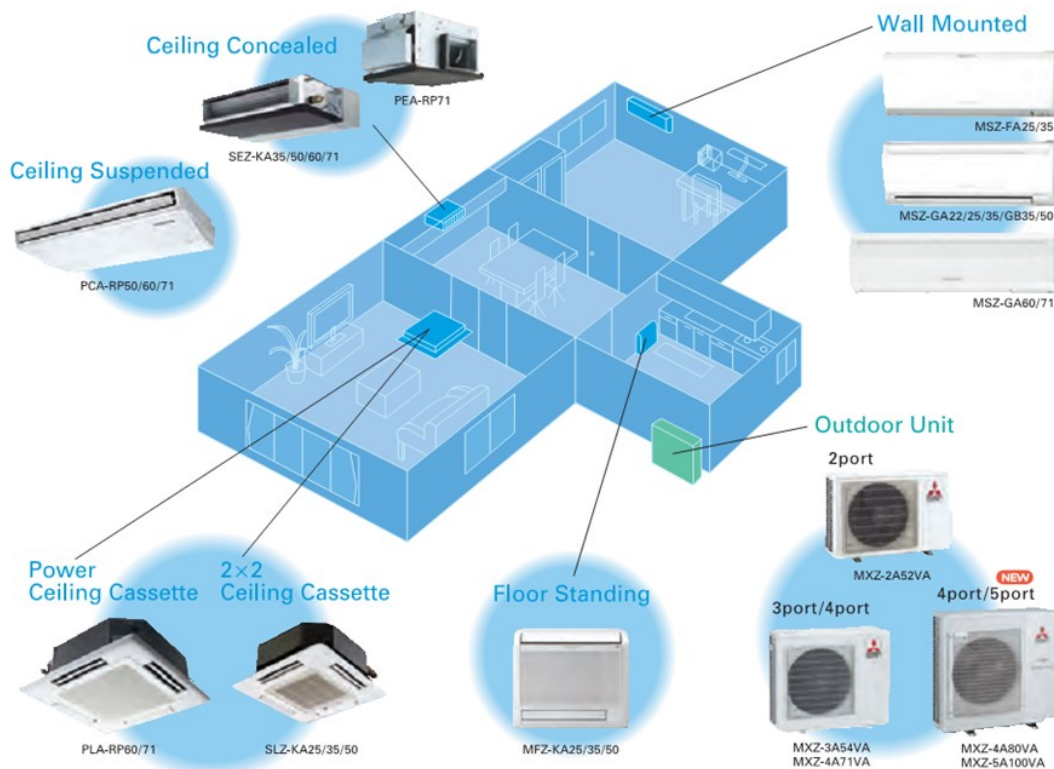 Ceiling Concealed
PEA-RP71
SEZ-KA35/50/60/71
Wall Mounted
MSZ-FA25/35
MSZ-GA22/25/35/GB35/50
MSZ-GA60/71
Ceiling Suspended
PCA-RP50/60/71
Outdoor Unit
2port
MXZ-2A52VA
NEW
3port/4port
4port/5port
MXZ-3A54VA
MXZ-4A71VA
MXZ-4A80VA
MXZ-5A100VA
Power
Ceiling Cassette
PLA-RP60/71
2×2
Ceiling Cassette
SLZ-KA25/35/50
Floor Standing
MFZ-KA25/35/50